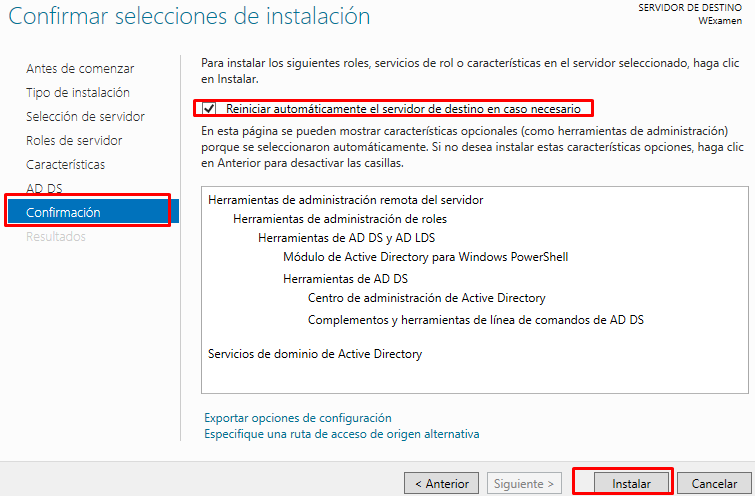 Confirmar selecciones de instalación
SERVIDOR DE DESTINO
WExamen
Antes de comenzar
Tipo de instalación
Selección de servidor
Roles de servidor
Características
AD DS
Confirmación
Resultados
Para instalar los siguientes roles, servicios de rol o características en el servidor seleccionado, haga clic
en Instalar.
Reiniciar automáticamente el servidor de destino en caso necesario
En esta página se pueden mostrar características opcionales (como herramientas de administración)
porque se seleccionaron automáticamente. Si no desea instalar estas características opciones, haga clic
en Anterior para desactivar las casillas.
Herramientas de administración remota del servidor
Herramientas de administración de roles
Herramientas de AD DS y AD LDS
Módulo de Active Directory para Windows PowerShell
Herramientas de AD DS
Centro de administración de Active Directory
Complementos y herramientas de línea de comandos de AD DS
Servicios de dominio de Active Directory
Exportar opciones de configuración
Especifique una ruta de acceso de origen alternativa
< Anterior
Siguiente >
Instalar
Cancelar